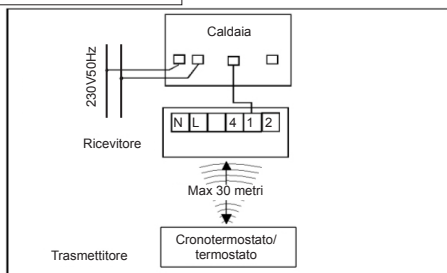 Caldaia
230V50Hz
N L 4 1 2
Ricevitore
Max 30 metri
Cronotermostato/
termostato
Trasmettitore